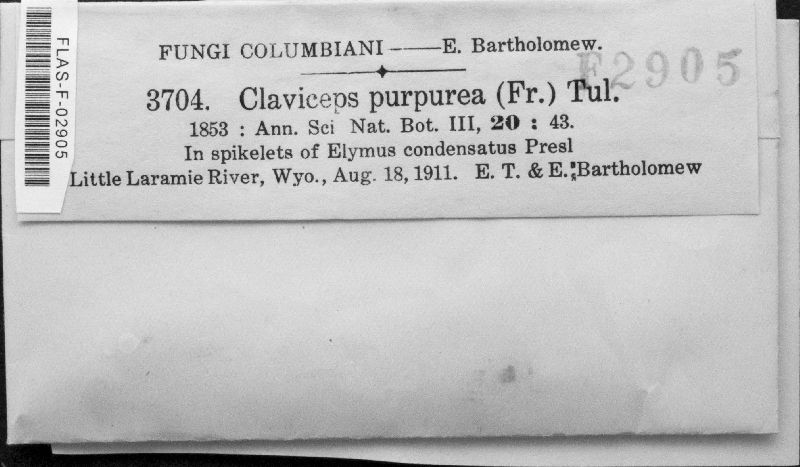 FLAS-F-02905
FUNGI COLUMBIANI——E. Bartholomew.
F2905
3704. Claviceps purpurea (Fr.) Tul.
1853 : Ann. Sci Nat. Bot. III, 20 : 43.
In spikelets of Elymus condensatus Presl
Little Laramie River, Wyo., Aug. 18, 1911. E. T. & E. Bartholomew